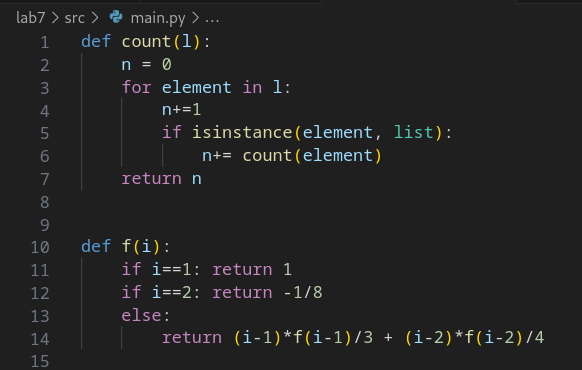 lab7 > src > main.py > ...
1 def count(l):
2     n = 0
3     for element in l:
4         n+=1
5         if isinstance(element, list):
6             n+= count(element)
7     return n
8
9
10 def f(i):
11     if i==1: return 1
12     if i==2: return -1/8
13     else:
14         return (i-1)*f(i-1)/3 + (i-2)*f(i-2)/4
15